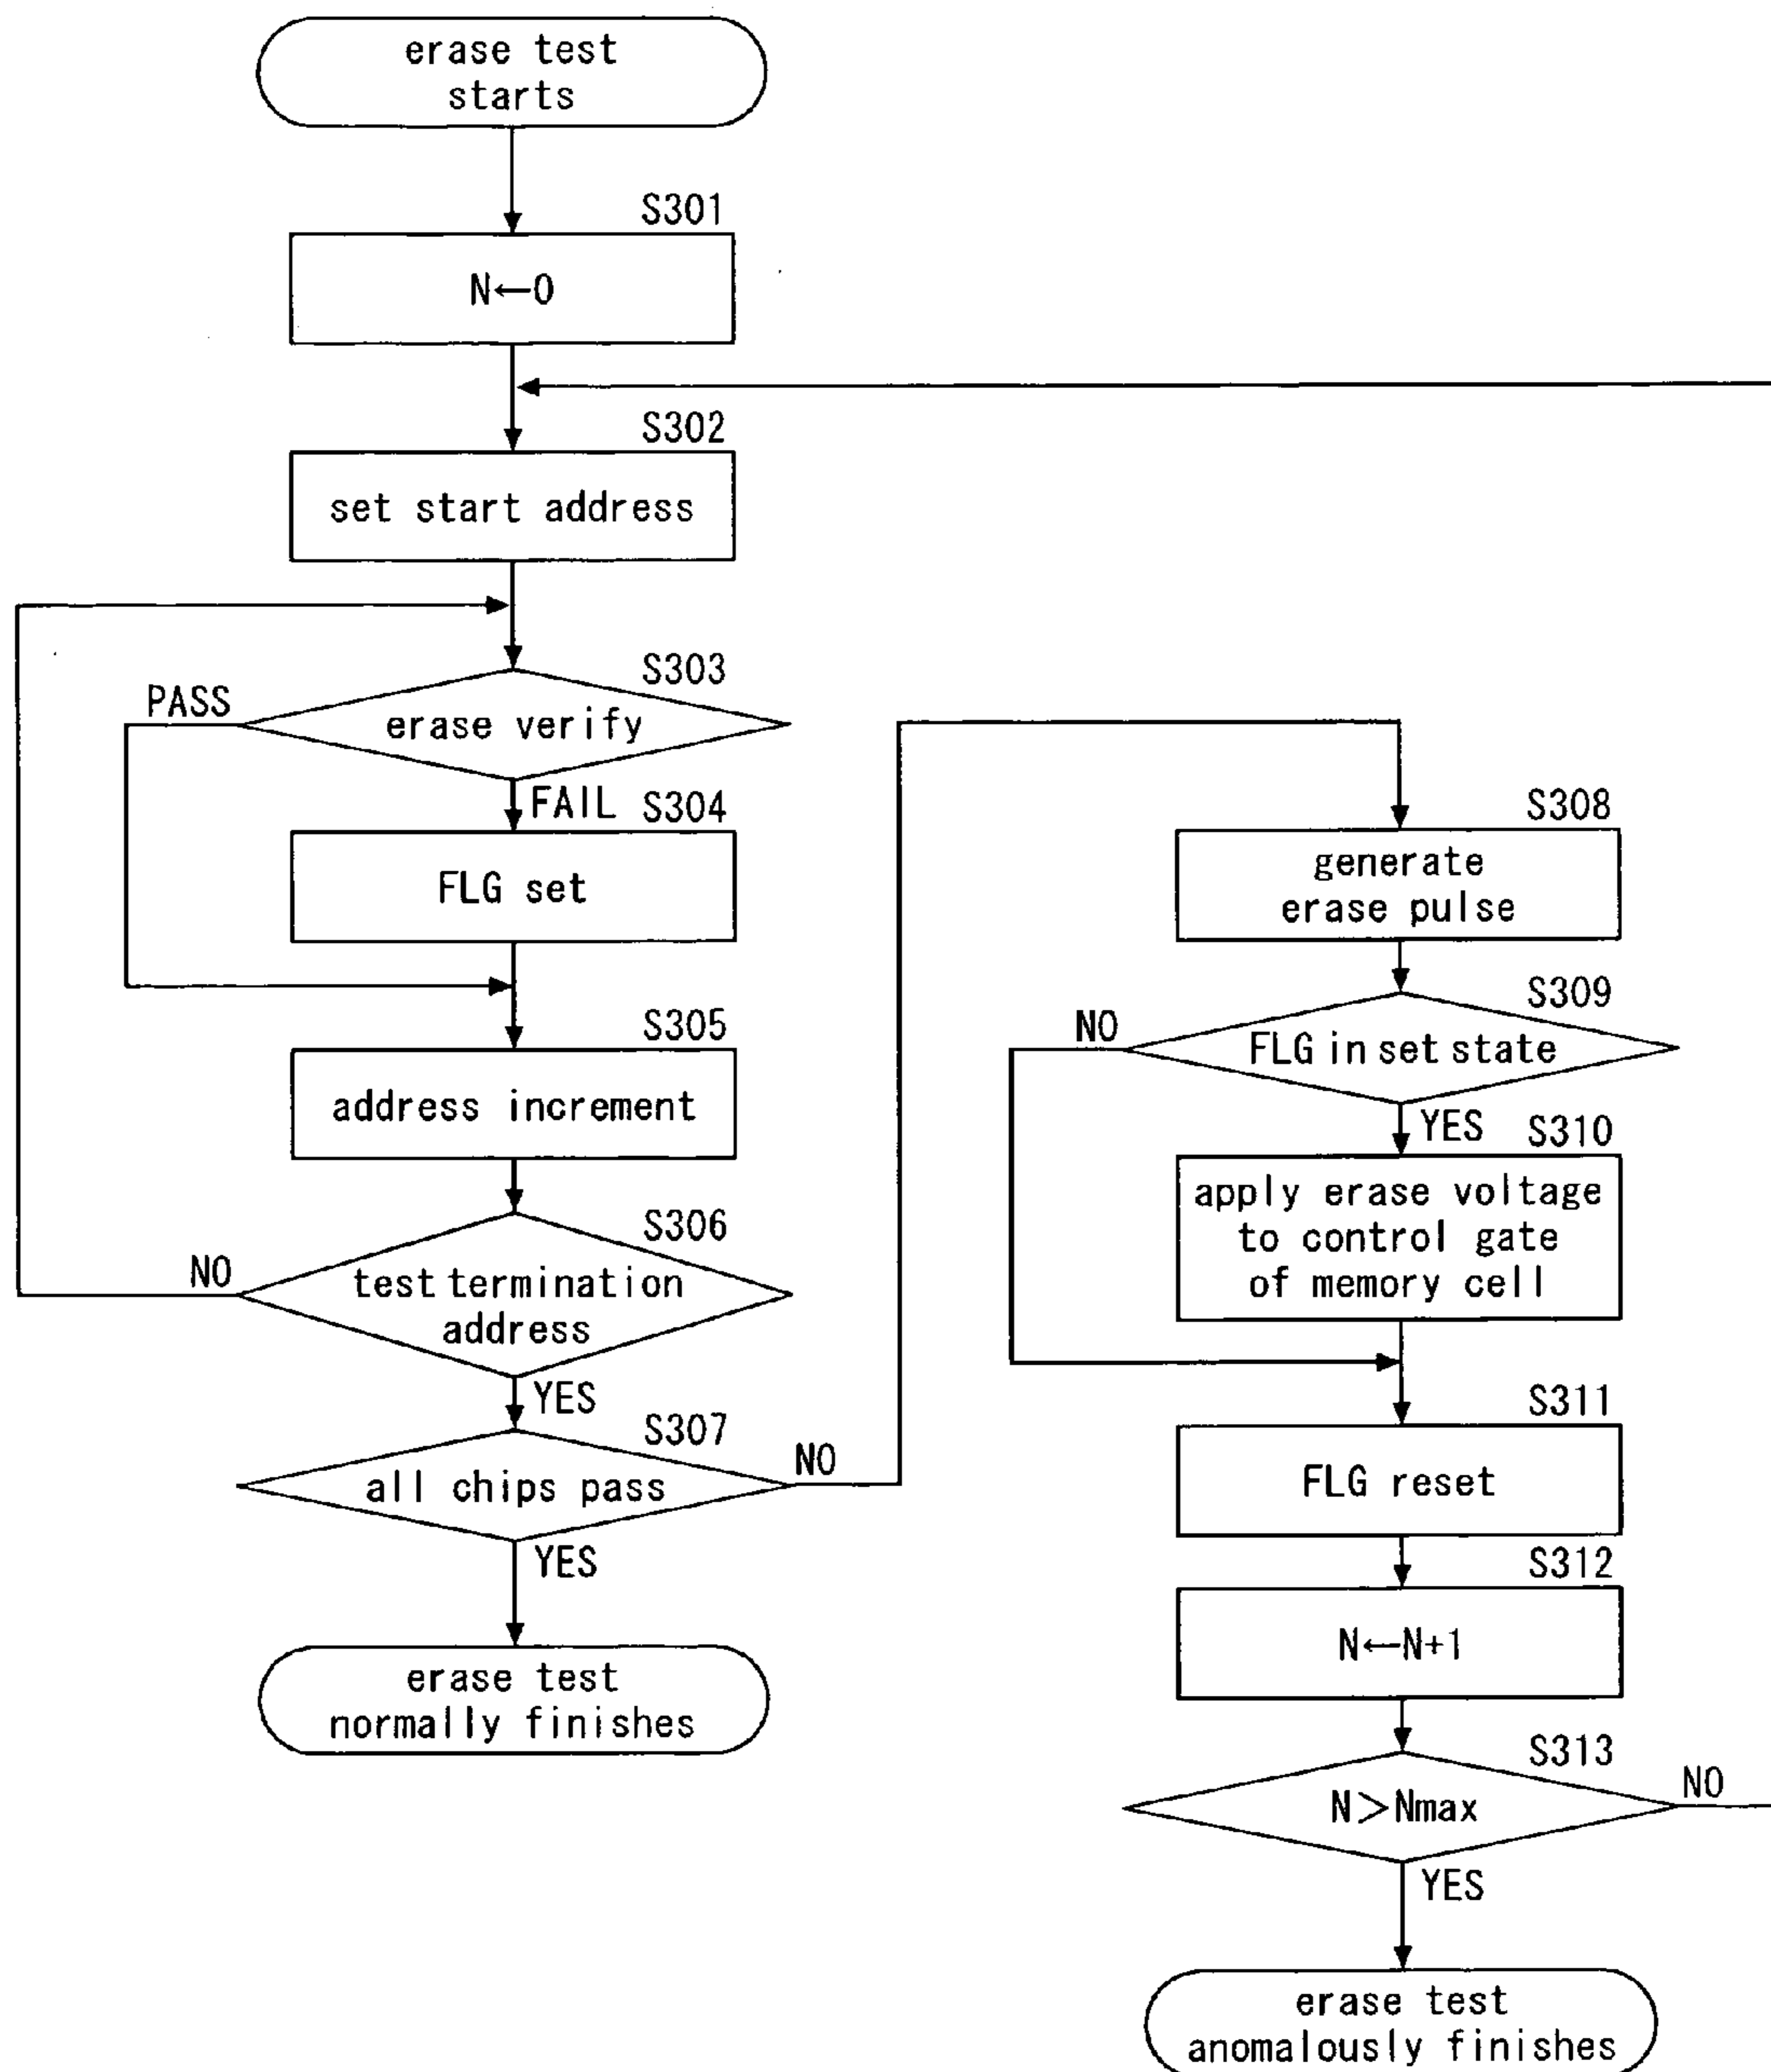 erase test
starts
S301
N←0
S302
set start address
S303
PASS
erase verify
FAIL
S304
FLG set
S305
address increment
S306
NO
test termination
address
YES
S307
NO
all chips pass
YES
erase test
normally finishes
S308
generate
erase pulse
S309
NO
FLG in set state
YES
S310
apply erase voltage
to control gate
of memory cell
S311
FLG reset
S312
N←N+1
S313
NO
N>Nmax
YES
erase test
anomalously finishes